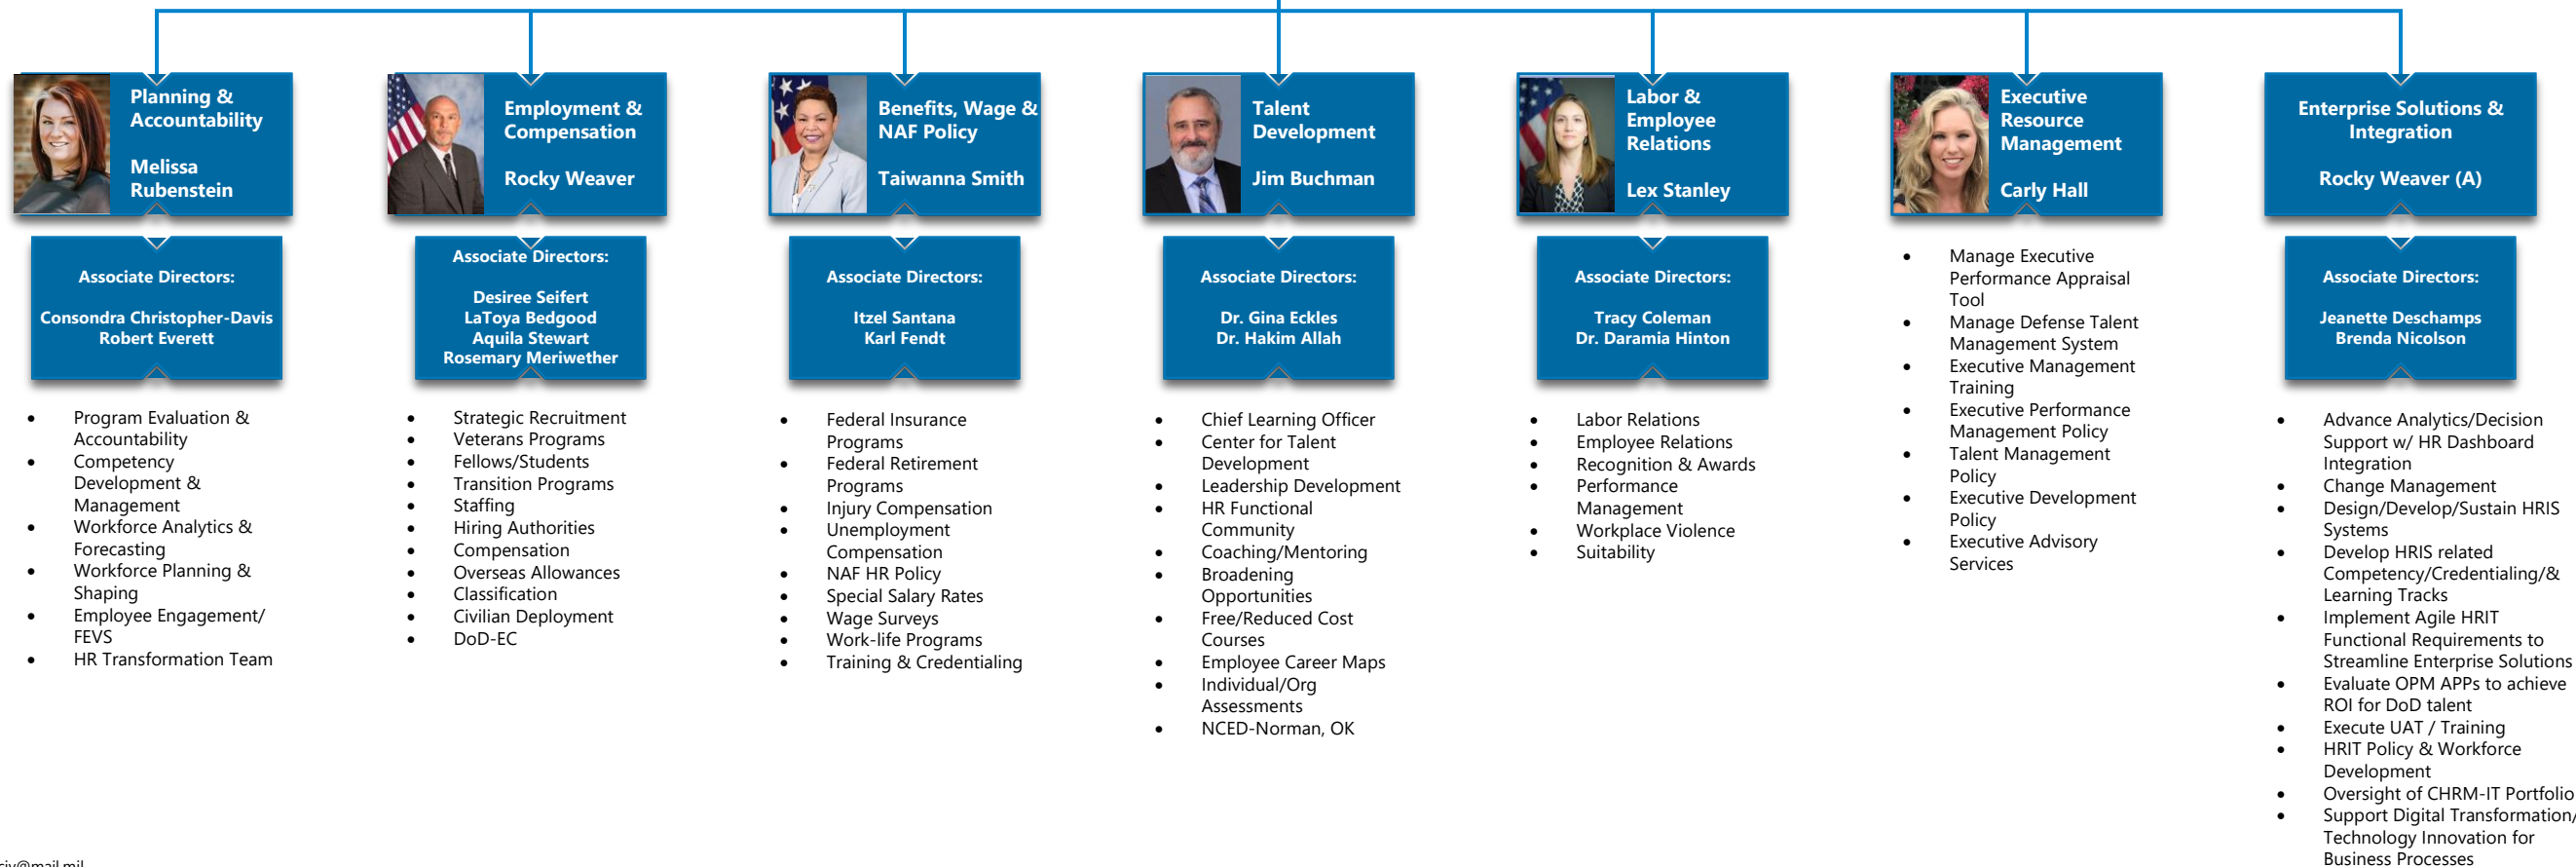 Planning &
Accountability
Melissa
Rubenstein
Associate Directors:
Consondra Christopher-Davis
Robert Everett
• Program Evaluation &
Accountability
• Competency
Development &
Management
• Workforce Analytics &
Forecasting
• Workforce Planning &
Shaping
• Employee Engagement/
FEVS
• HR Transformation Team
Employment &
Compensation
Rocky Weaver
Associate Directors:
Desiree Seifert
LaToya Bedgood
Aquila Stewart
Rosemary Meriwether
• Strategic Recruitment
• Veterans Programs
• Fellows/Students
• Transition Programs
• Staffing
• Hiring Authorities
• Compensation
• Overseas Allowances
• Classification
• Civilian Deployment
• DoD-EC
Benefits, Wage &
NAF Policy
Taiwanna Smith
Associate Directors:
Itzel Santana
Karl Fendt
• Federal Insurance
Programs
• Federal Retirement
Programs
• Injury Compensation
• Unemployment
Compensation
• NAF HR Policy
• Special Salary Rates
• Wage Surveys
• Work-life Programs
• Training & Credentialing
Talent
Development
Jim Buchman
Associate Directors:
Dr. Gina Eckles
Dr. Hakim Allah
• Chief Learning Officer
• Center for Talent
Development
• Leadership Development
• HR Functional
Community
• Coaching/Mentoring
• Broadening
Opportunities
• Free/Reduced Cost
Courses
• Employee Career Maps
• Individual/Org
Assessments
• NCED-Norman, OK
Labor &
Employee
Relations
Lex Stanley
Associate Directors:
Tracy Coleman
Dr. Daramia Hinton
• Labor Relations
• Employee Relations
• Recognition & Awards
• Performance
Management
• Workplace Violence
• Suitability
Executive
Resource
Management
Carly Hall
• Manage Executive
Performance Appraisal
Tool
• Manage Defense Talent
Management System
• Executive Management
Training
• Executive Performance
Management Policy
• Talent Management
Policy
• Executive Development
Policy
• Executive Advisory
Services
Enterprise Solutions &
Integration
Rocky Weaver (A)
Associate Directors:
Jeanette Deschamps
Brenda Nicolson
• Advance Analytics/Decision
Support w/ HR Dashboard
Integration
• Change Management
• Design/Develop/Sustain HRIS
Systems
• Develop HRIS related
Competency/Credentialing/&
Learning Tracks
• Implement Agile HRIT
Functional Requirements to
Streamline Enterprise Solutions
• Evaluate OPM APPs to achieve
ROI for DoD talent
• Execute UAT / Training
• HRIT Policy & Workforce
Development
• Oversight of CHRM-IT Portfolio
• Support Digital Transformation/
Technology Innovation for
Business Processes